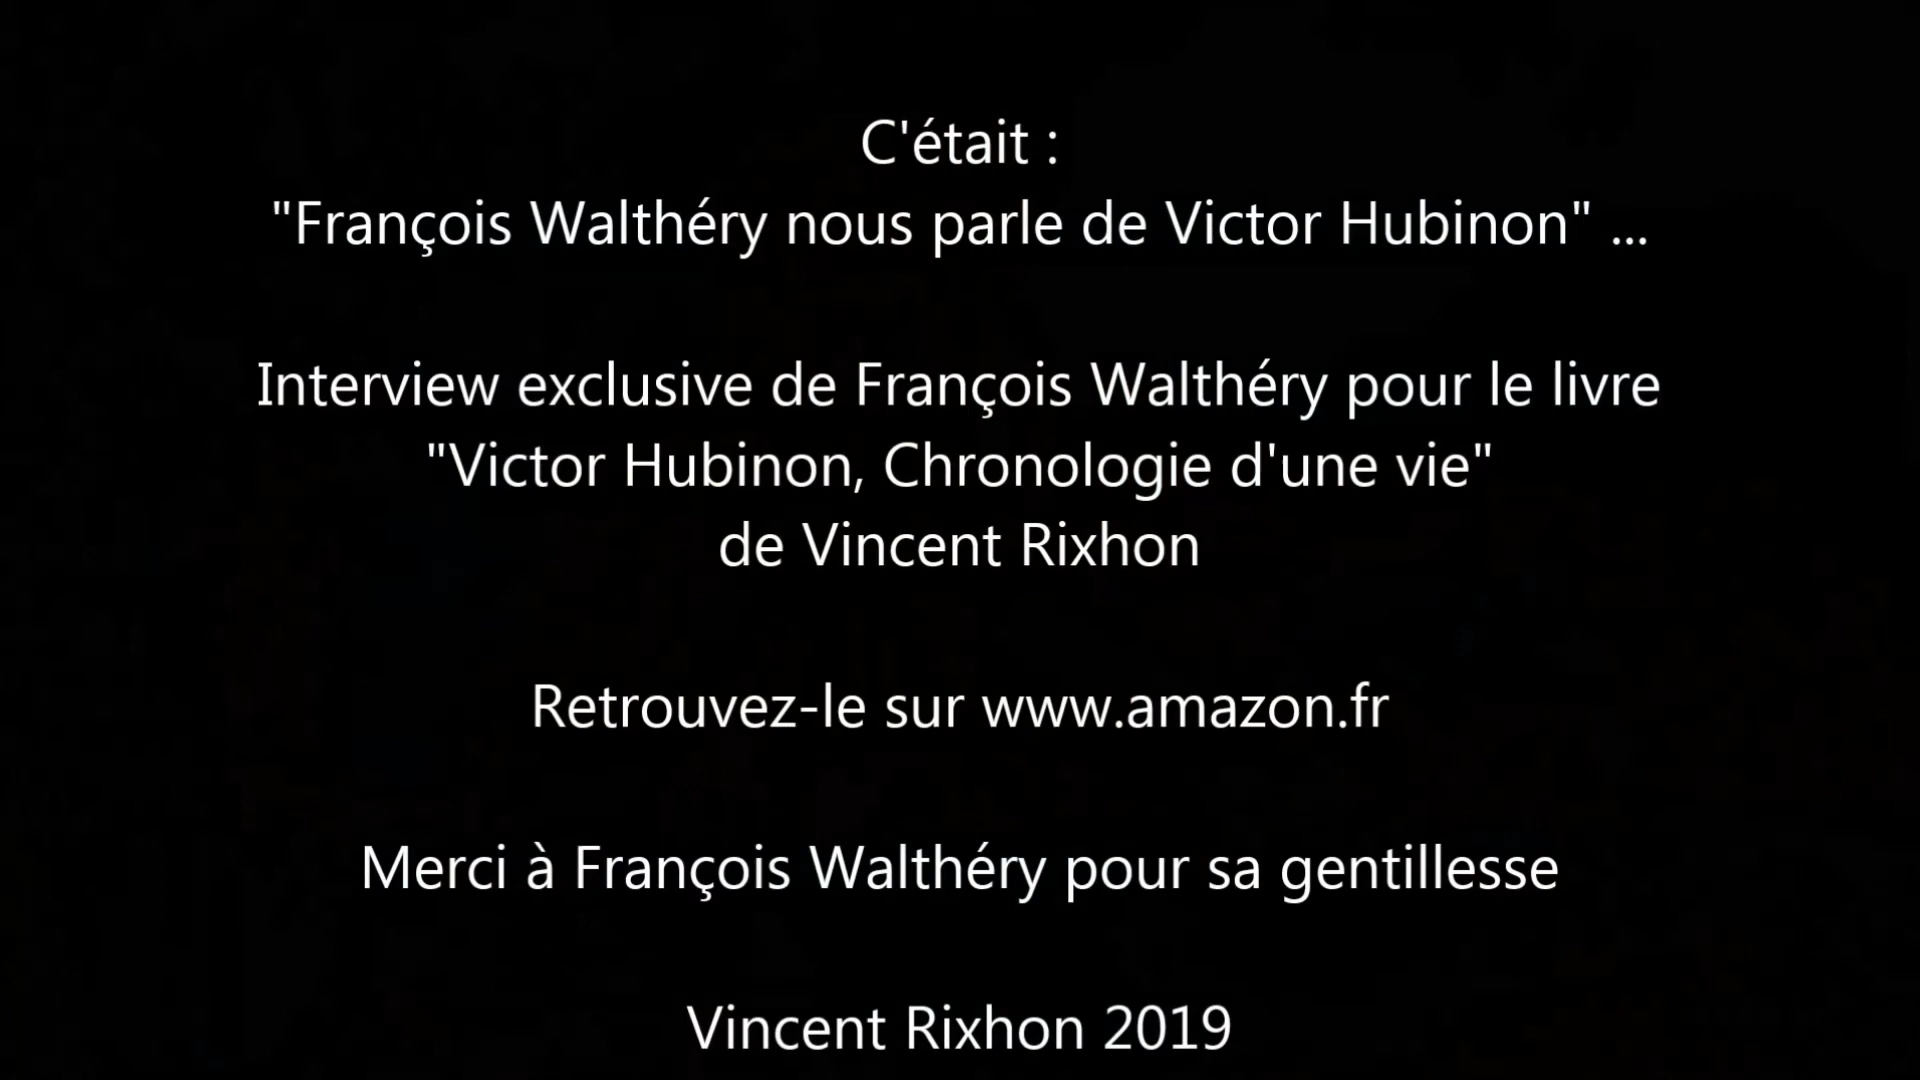 C'était :
"François Walthéry nous parle de Victor Hubinon" ...
Interview exclusive de François Walthéry pour le livre
"Victor Hubinon, Chronologie d'une vie"
de Vincent Rixhon
Retrouvez-le sur www.amazon.fr
Merci à François Walthéry pour sa gentillesse
Vincent Rixhon 2019